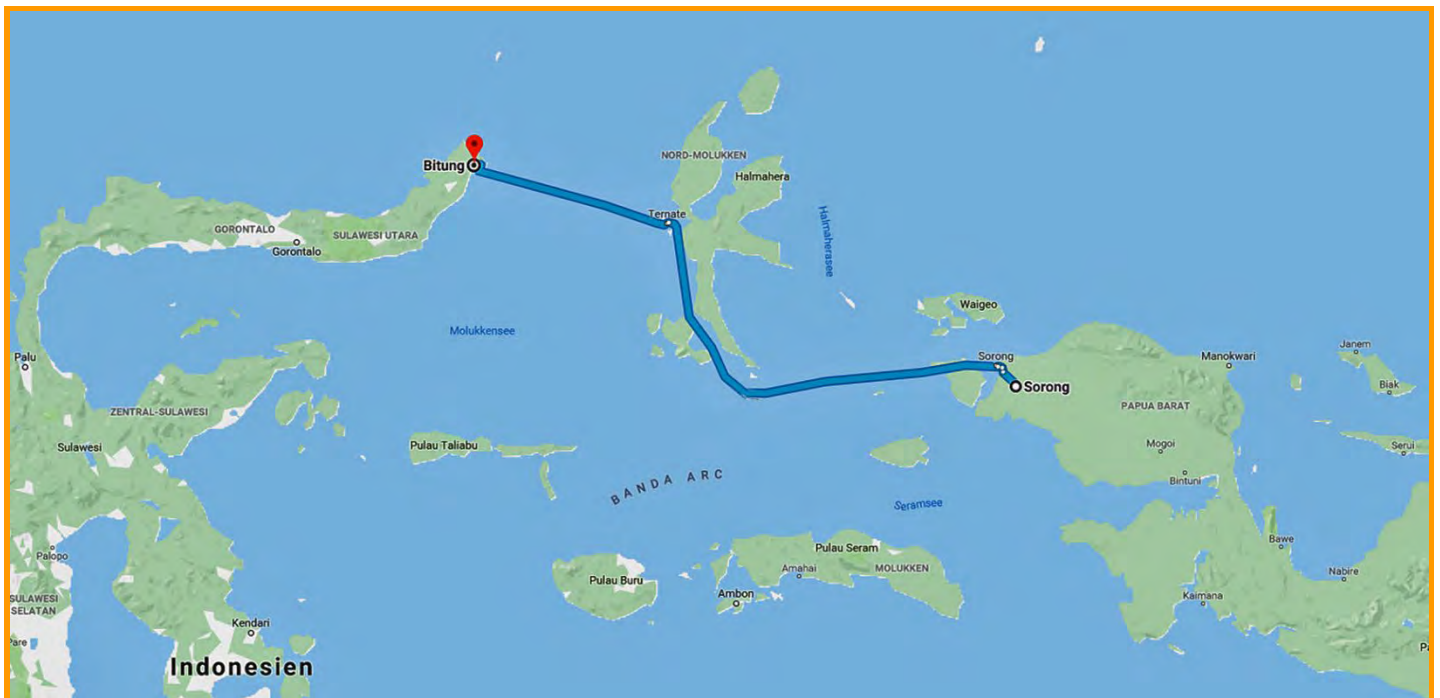 NORD-MOLUKKEN
Bitung
Halmahera
Ternate
GORONTALO
SULAWESI UTARA
Gorontalo
Halmaherasee
Waigeo
Molukkensee
Palu
Sorong
Manokwari
Janem
Sorong
Biak
ZENTRAL-SULAWESI
PAPUA BARAT
Sulawesi
Pulau Taliabu
Mogoi
Serui
BANDA ARC
Bintuni
Seramsee
Palopo
Pulau Seram
Bawe
Pulau Buru
Amahai
MOLUKKEN
Nabire
SULAWESI
SELATAN
Ambon
Kaimana
Kendari
Pare
Indonesien